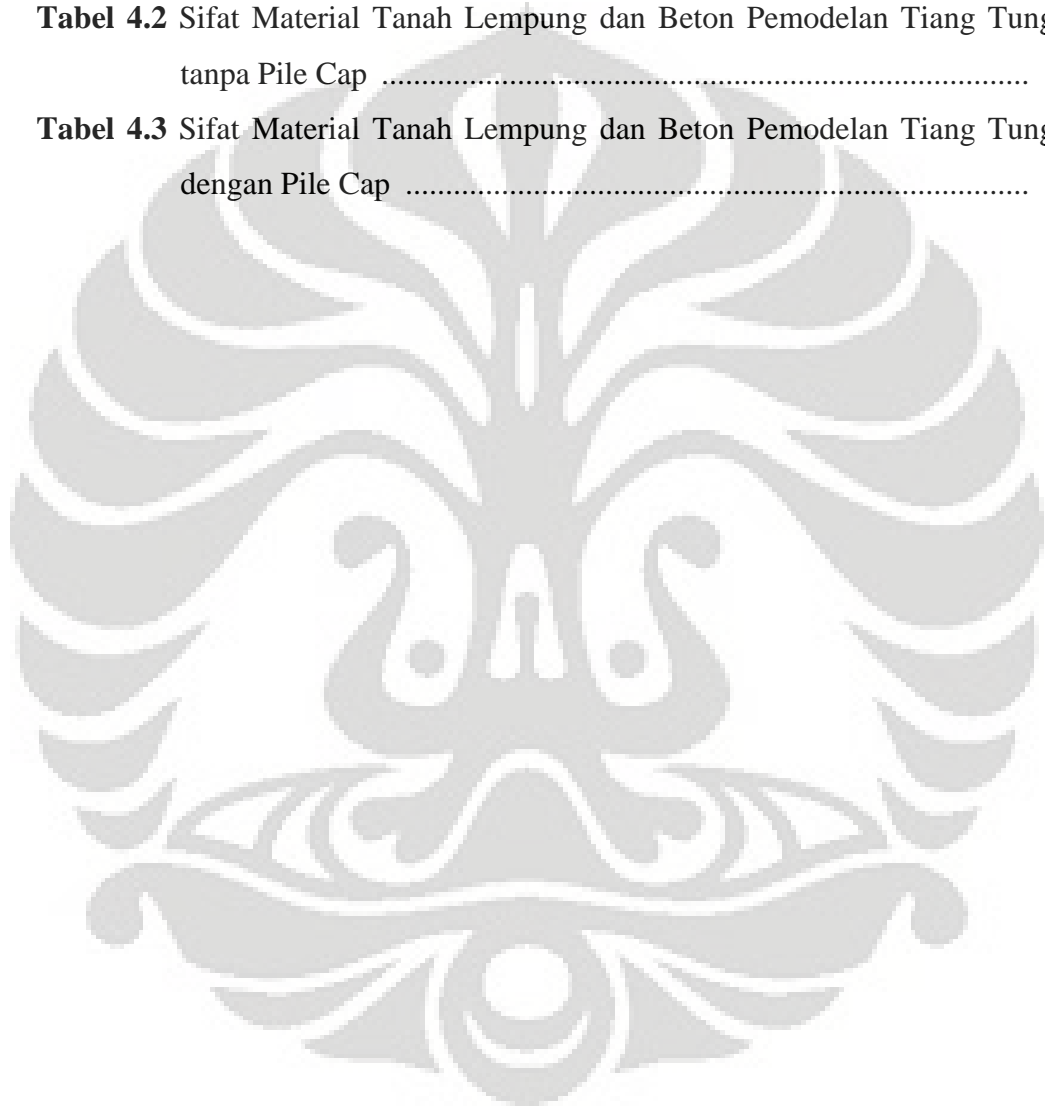 Tabel 4.2 Sifat Material Tanah Lempung dan Beton Pemodelan Tiang
tanpa Pile Cap ................................................................................
Tabel 4.3 Sifat Material Tanah Lempung dan Beton Pemodelan Tiang
dengan Pile Cap .............................................................................